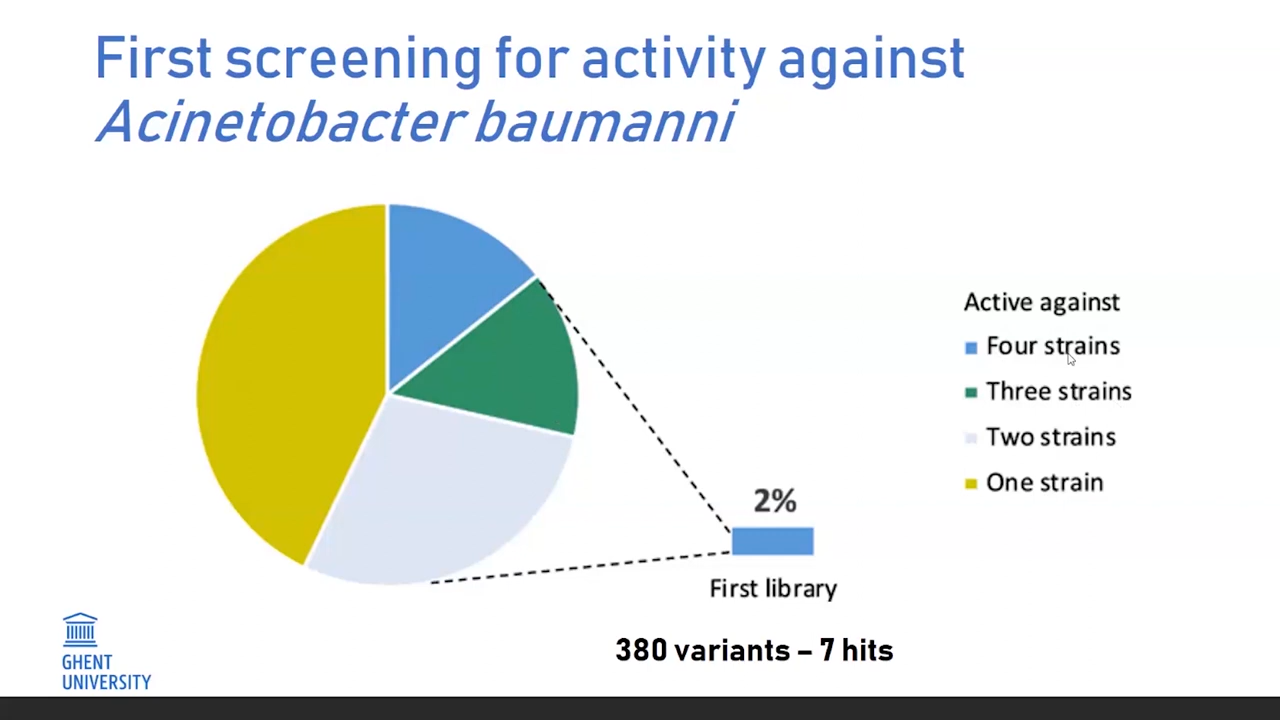 First screening for activity against
Acinetobacter baumanni
Active against
Four strains
Three strains
Two strains
One strain
2%
First library
380 variants – 7 hits
GHENT
UNIVERSITY